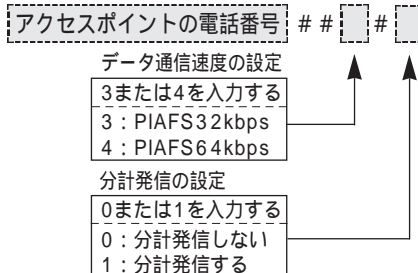 アクセスポイントの電話番号 ## #
データ通信速度の設定
3または4を入力する
3：PIAFS32kbps
4：PIAFS64kbps
分計発信の設定
0または1を入力する
0：分計発信しない
1：分計発信する